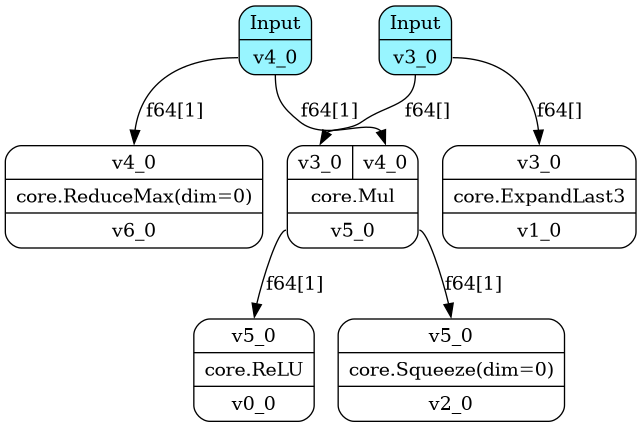 Input
v4_0
Input
v3_0
f64[1]
f64[1]
f64[]
f64[]
v4_0
core.ReduceMax(dim=0)
v6_0
v3_0 v4_0
core.Mul
v5_0
v3_0
core.ExpandLast3
v1_0
f64[1]
f64[1]
v5_0
core.ReLU
v0_0
v5_0
core.Squeeze(dim=0)
v2_0